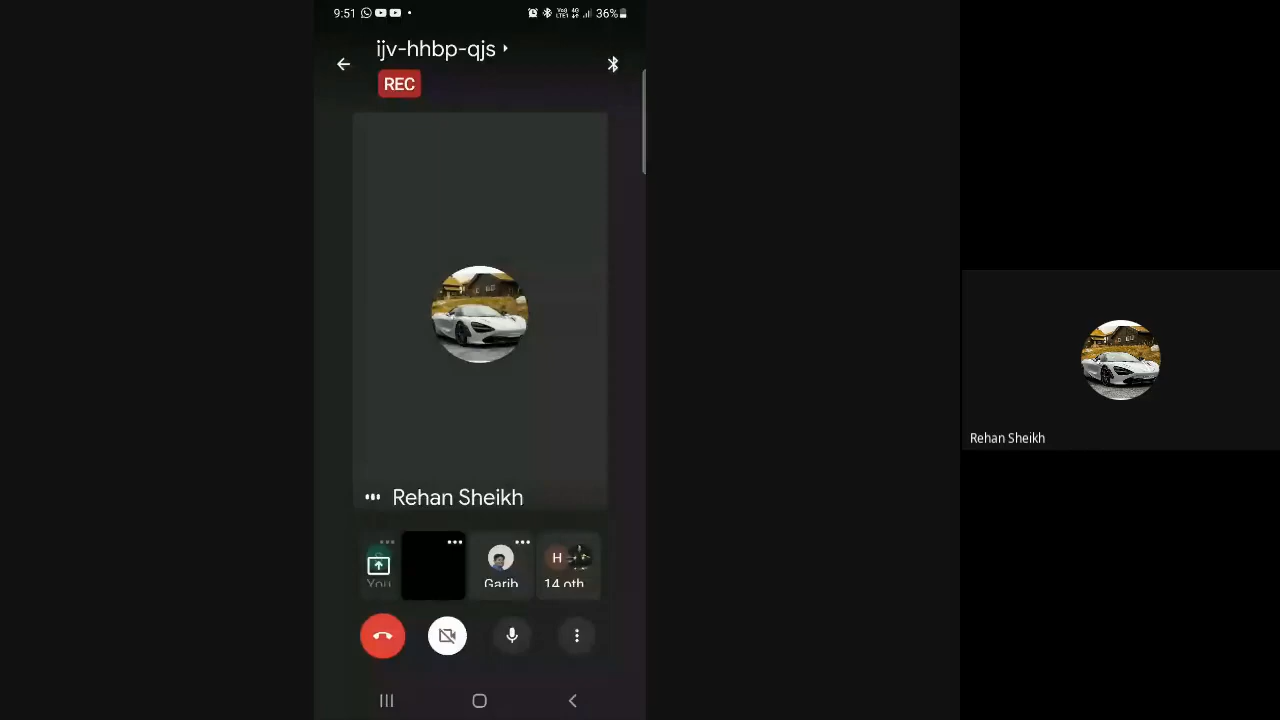 9:51
36%
ijv-hhbp-qjs
REC
Rehan Sheikh
You
Garib
H
14 oth
Rehan Sheikh